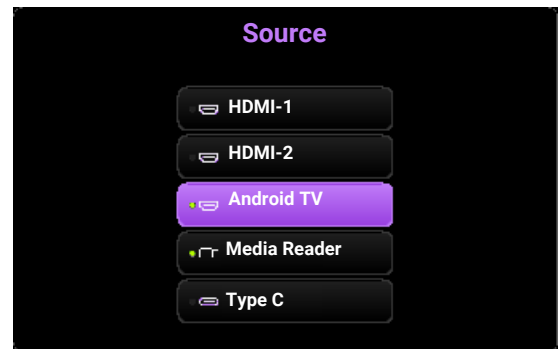 Source
HDMI-1
HDMI-2
Android TV
Media Reader
Type C